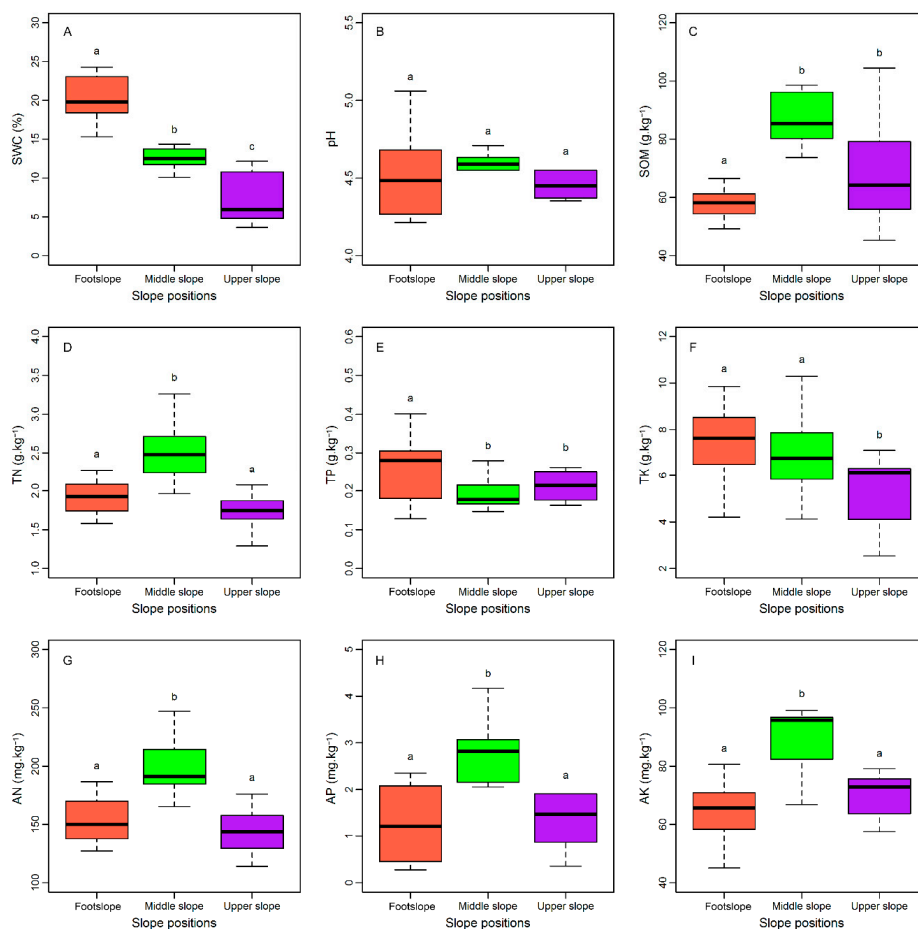 A
a
b
c
SWC (%)
0 5 10 15 20 25 30
Footslope Middle slope Upper slope
Slope positions
B
a
a
a
pH
4.0 4.5 5.0
Footslope Middle slope Upper slope
Slope positions
C
a
b
b
SOM (g.kg⁻¹)
40 60 80 100 120
Footslope Middle slope Upper slope
Slope positions
D
a
b
a
TN (g.kg⁻¹)
1.0 1.5 2.0 2.5 3.0 3.5 4.0
Footslope Middle slope Upper slope
Slope positions
E
a
b
b
TP (g.kg⁻¹)
0.0 0.1 0.2 0.3 0.4 0.5 0.6
Footslope Middle slope Upper slope
Slope positions
F
a
a
b
TK (g.kg⁻¹)
2 4 6 8 10 12
Footslope Middle slope Upper slope
Slope positions
G
a
b
a
AN (mg.kg⁻¹)
100 150 200 250 300
Footslope Middle slope Upper slope
Slope positions
H
a
b
a
AP (mg.kg⁻¹)
0 1 2 3 4 5
Footslope Middle slope Upper slope
Slope positions
I
a
b
a
AK (mg.kg⁻¹)
40 60 80 100 120
Footslope Middle slope Upper slope
Slope positions